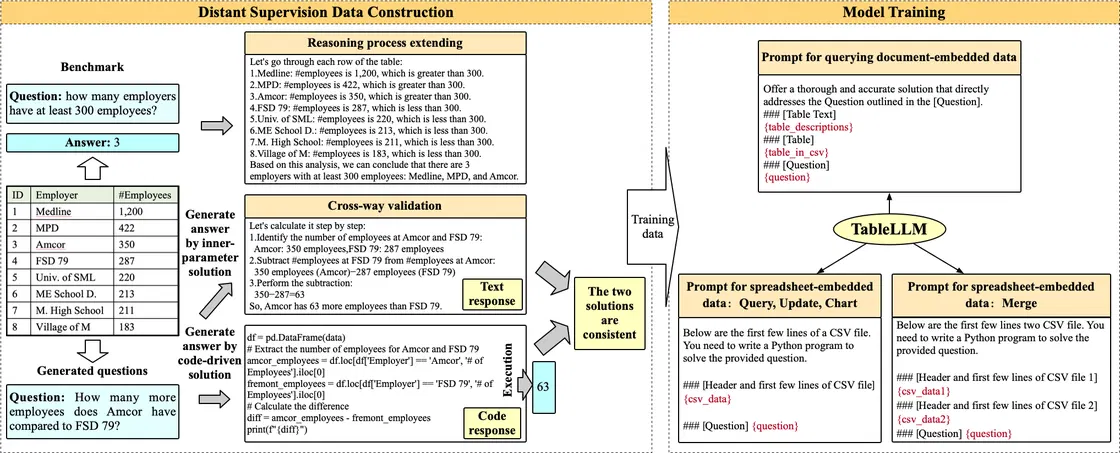 Distant Supervision Data Construction
Model Training
Benchmark
Question: how many employers
have at least 300 employees?
Answer: 3
ID Employer #Employees
1 Medline 1,200
2 MPD 422
3 Amcor 350
4 FSD 79 287
5 Univ. of SML 220
6 ME School D. 213
7 M. High School 211
8 Village of M 183
Generated questions
Question: How many more
employees does Amcor have
compared to FSD 79?
Generate
answer
by inner-
parameter
solution
Generate
answer by
code-driven
solution
Reasoning process extending
Let's go through each row of the table:
1.Medline: #employees is 1,200, which is greater than 300.
2.MPD: #employees is 422, which is greater than 300.
3.Amcor: #employees is 350, which is greater than 300.
4.FSD 79: #employees is 287, which is less than 300.
5.Univ. of SML: #employees is 220, which is less than 300.
6.ME School D.: #employees is 213, which is less than 300.
7.M. High School: #employees is 211, which is less than 300.
8.Village of M: #employees is 183, which is less than 300.
Based on this analysis, we can conclude that there are 3
employers with at least 300 employees: Medline, MPD, and Amcor.
Cross-way validation
Let's calculate it step by step:
1.Identify the number of employees at Amcor and FSD 79:
Amcor: 350 employees,FSD 79: 287 employees
2.Subtract #employees at FSD 79 from #employees at Amcor:
350 employees (Amcor)−287 employees (FSD 79)
3.Perform the subtraction:
350−287=63
So, Amcor has 63 more employees than FSD 79.
Text
response
df = pd.DataFrame(data)
# Extract the number of employees for Amcor and FSD 79
amcor_employees = df.loc[df['Employer'] == 'Amcor', '# of
Employees'].iloc[0]
fremont_employees = df.loc[df['Employer'] == 'FSD 79', '# of
Employees'].iloc[0]
# Calculate the difference
diff = amcor_employees - fremont_employees
print(f"{diff}")
Code
response
Execution
63
The two
solutions
are
consistent
Training
data
Prompt for querying document-embedded data
Offer a thorough and accurate solution that directly
addresses the Question outlined in the [Question].
### [Table Text]
{table_descriptions}
### [Table]
{table_in_csv}
### [Question]
{question}
TableLLM
Prompt for spreadsheet-embedded
data：Query, Update, Chart
Below are the first few lines of a CSV file.
You need to write a Python program to
solve the provided question.
### [Header and first few lines of CSV file]
{csv_data}
### [Question] {question}
Prompt for spreadsheet-embedded
data：Merge
Below are the first few lines two CSV file. You
need to write a Python program to solve the
provided question.
### [Header and first few lines of CSV file 1]
{csv_data1}
### [Header and first few lines of CSV file 2]
{csv_data2}
### [Question] {question}